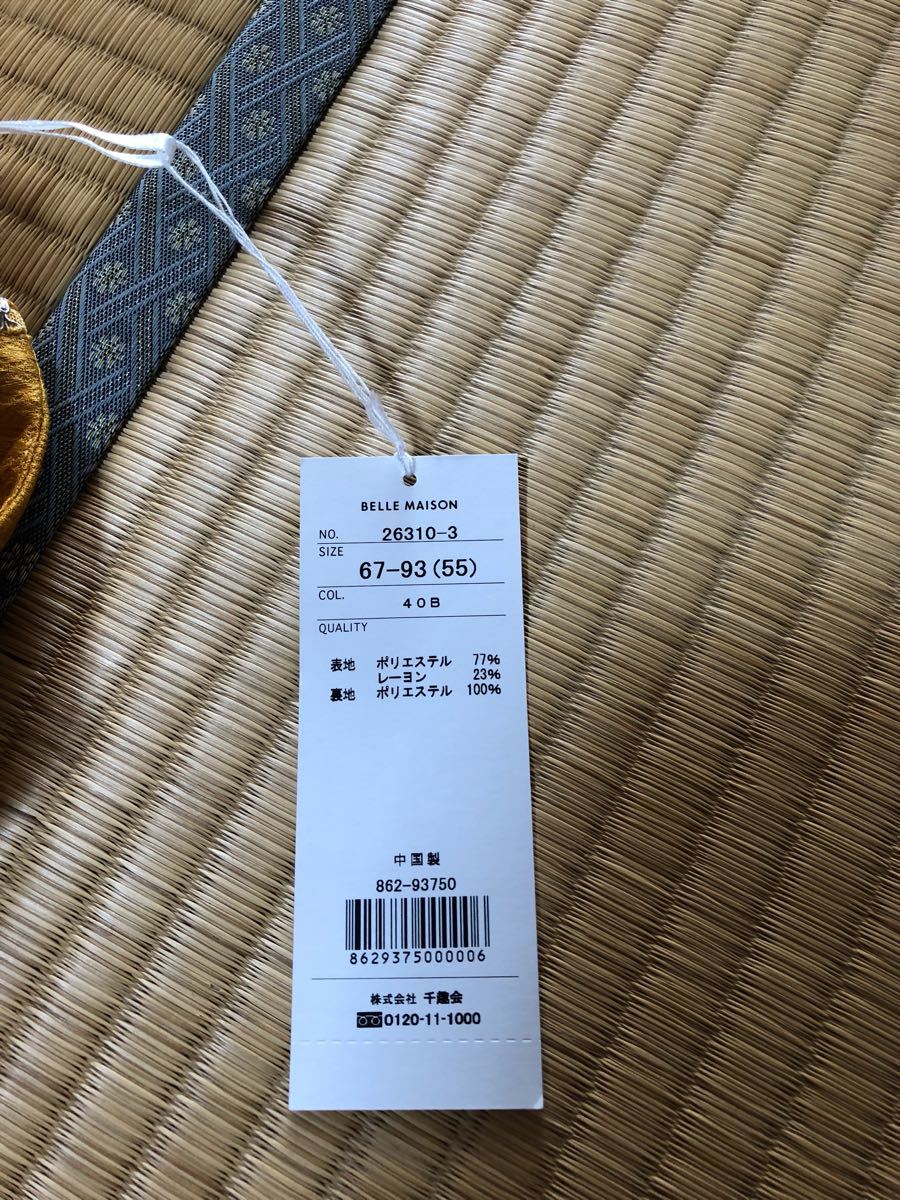 BELLE MAISON
NO. 26310-3
SIZE
67-93(55)
COL. 40B
QUALITY
表地 ポリエステル 77%
レーヨン 23%
裏地 ポリエステル 100%
中国製
862-93750
8629375000006
株式会社 千趣会
0120-11-1000